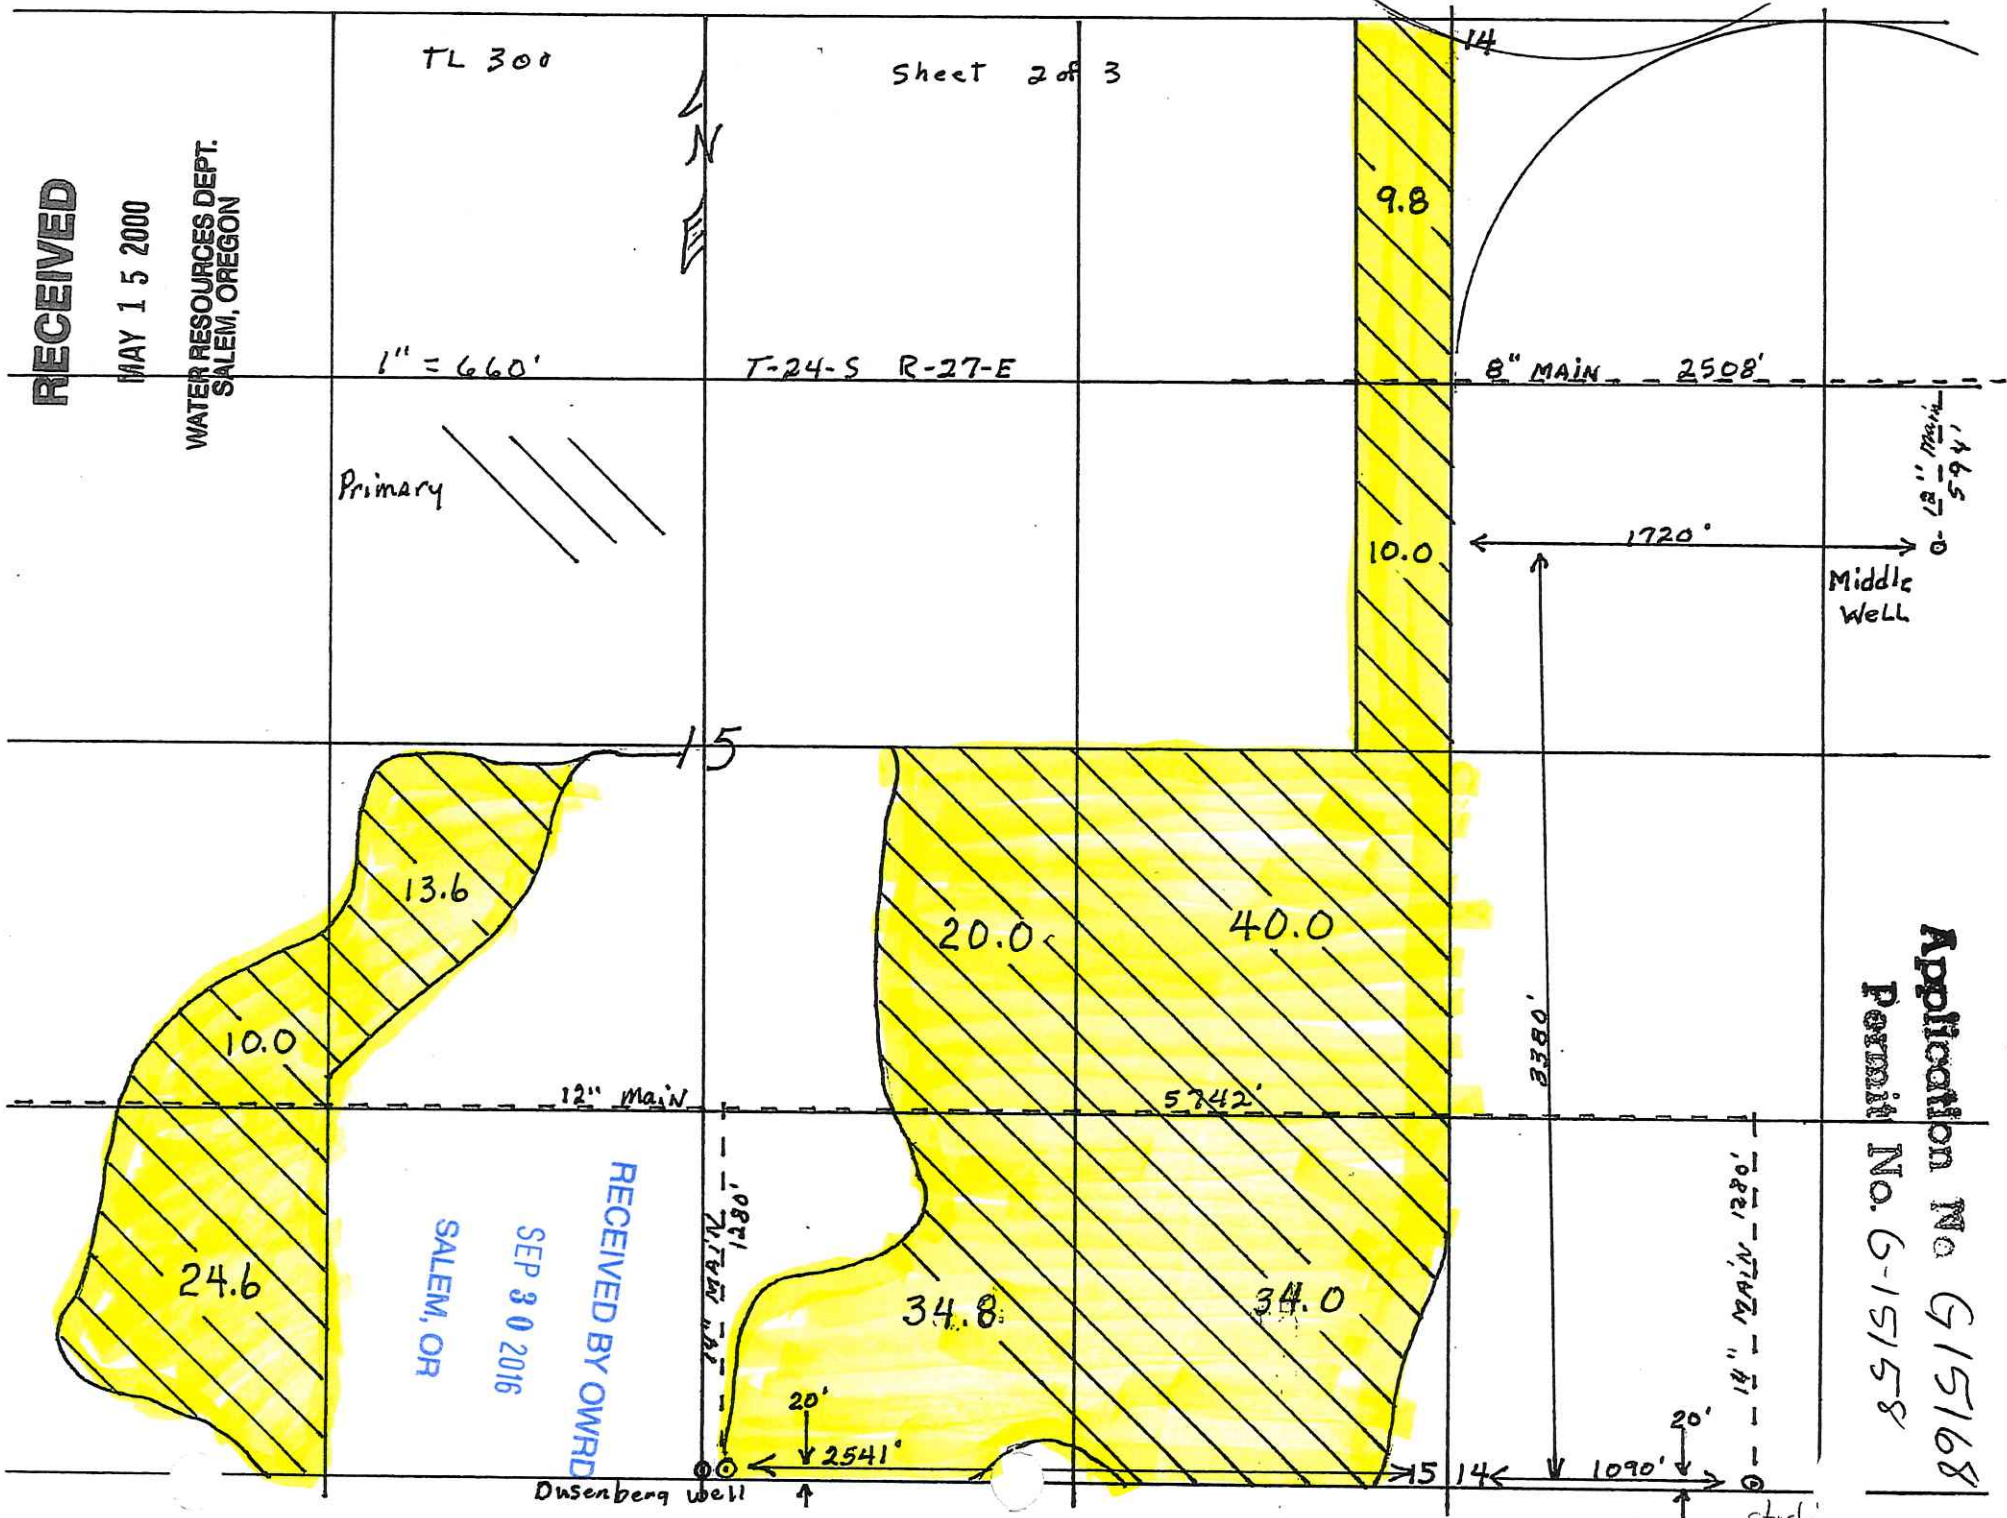 TL 300
Sheet 2 of 3
14
N
RECEIVED
MAY 15 2000
WATER RESOURCES DEPT.
SALEM, OREGON
9.8
1" = 660'
T-24-S R-27-E
8" MAIN 2508'
12" Main
594'
Primary
10.0
1720'
Middle
Well
15
13.6
20.0
40.0
10.0
3380'
12" Main
5742'
1280'
14" MAIN
14" MAIN 1280'
RECEIVED BY OWRD
SEP 30 2016
SALEM, OR
24.6
34.8
34.0
20'
2541'
15 14
1090'
20'
Dusenberg well
Application No G15168
Permit No. G-15158